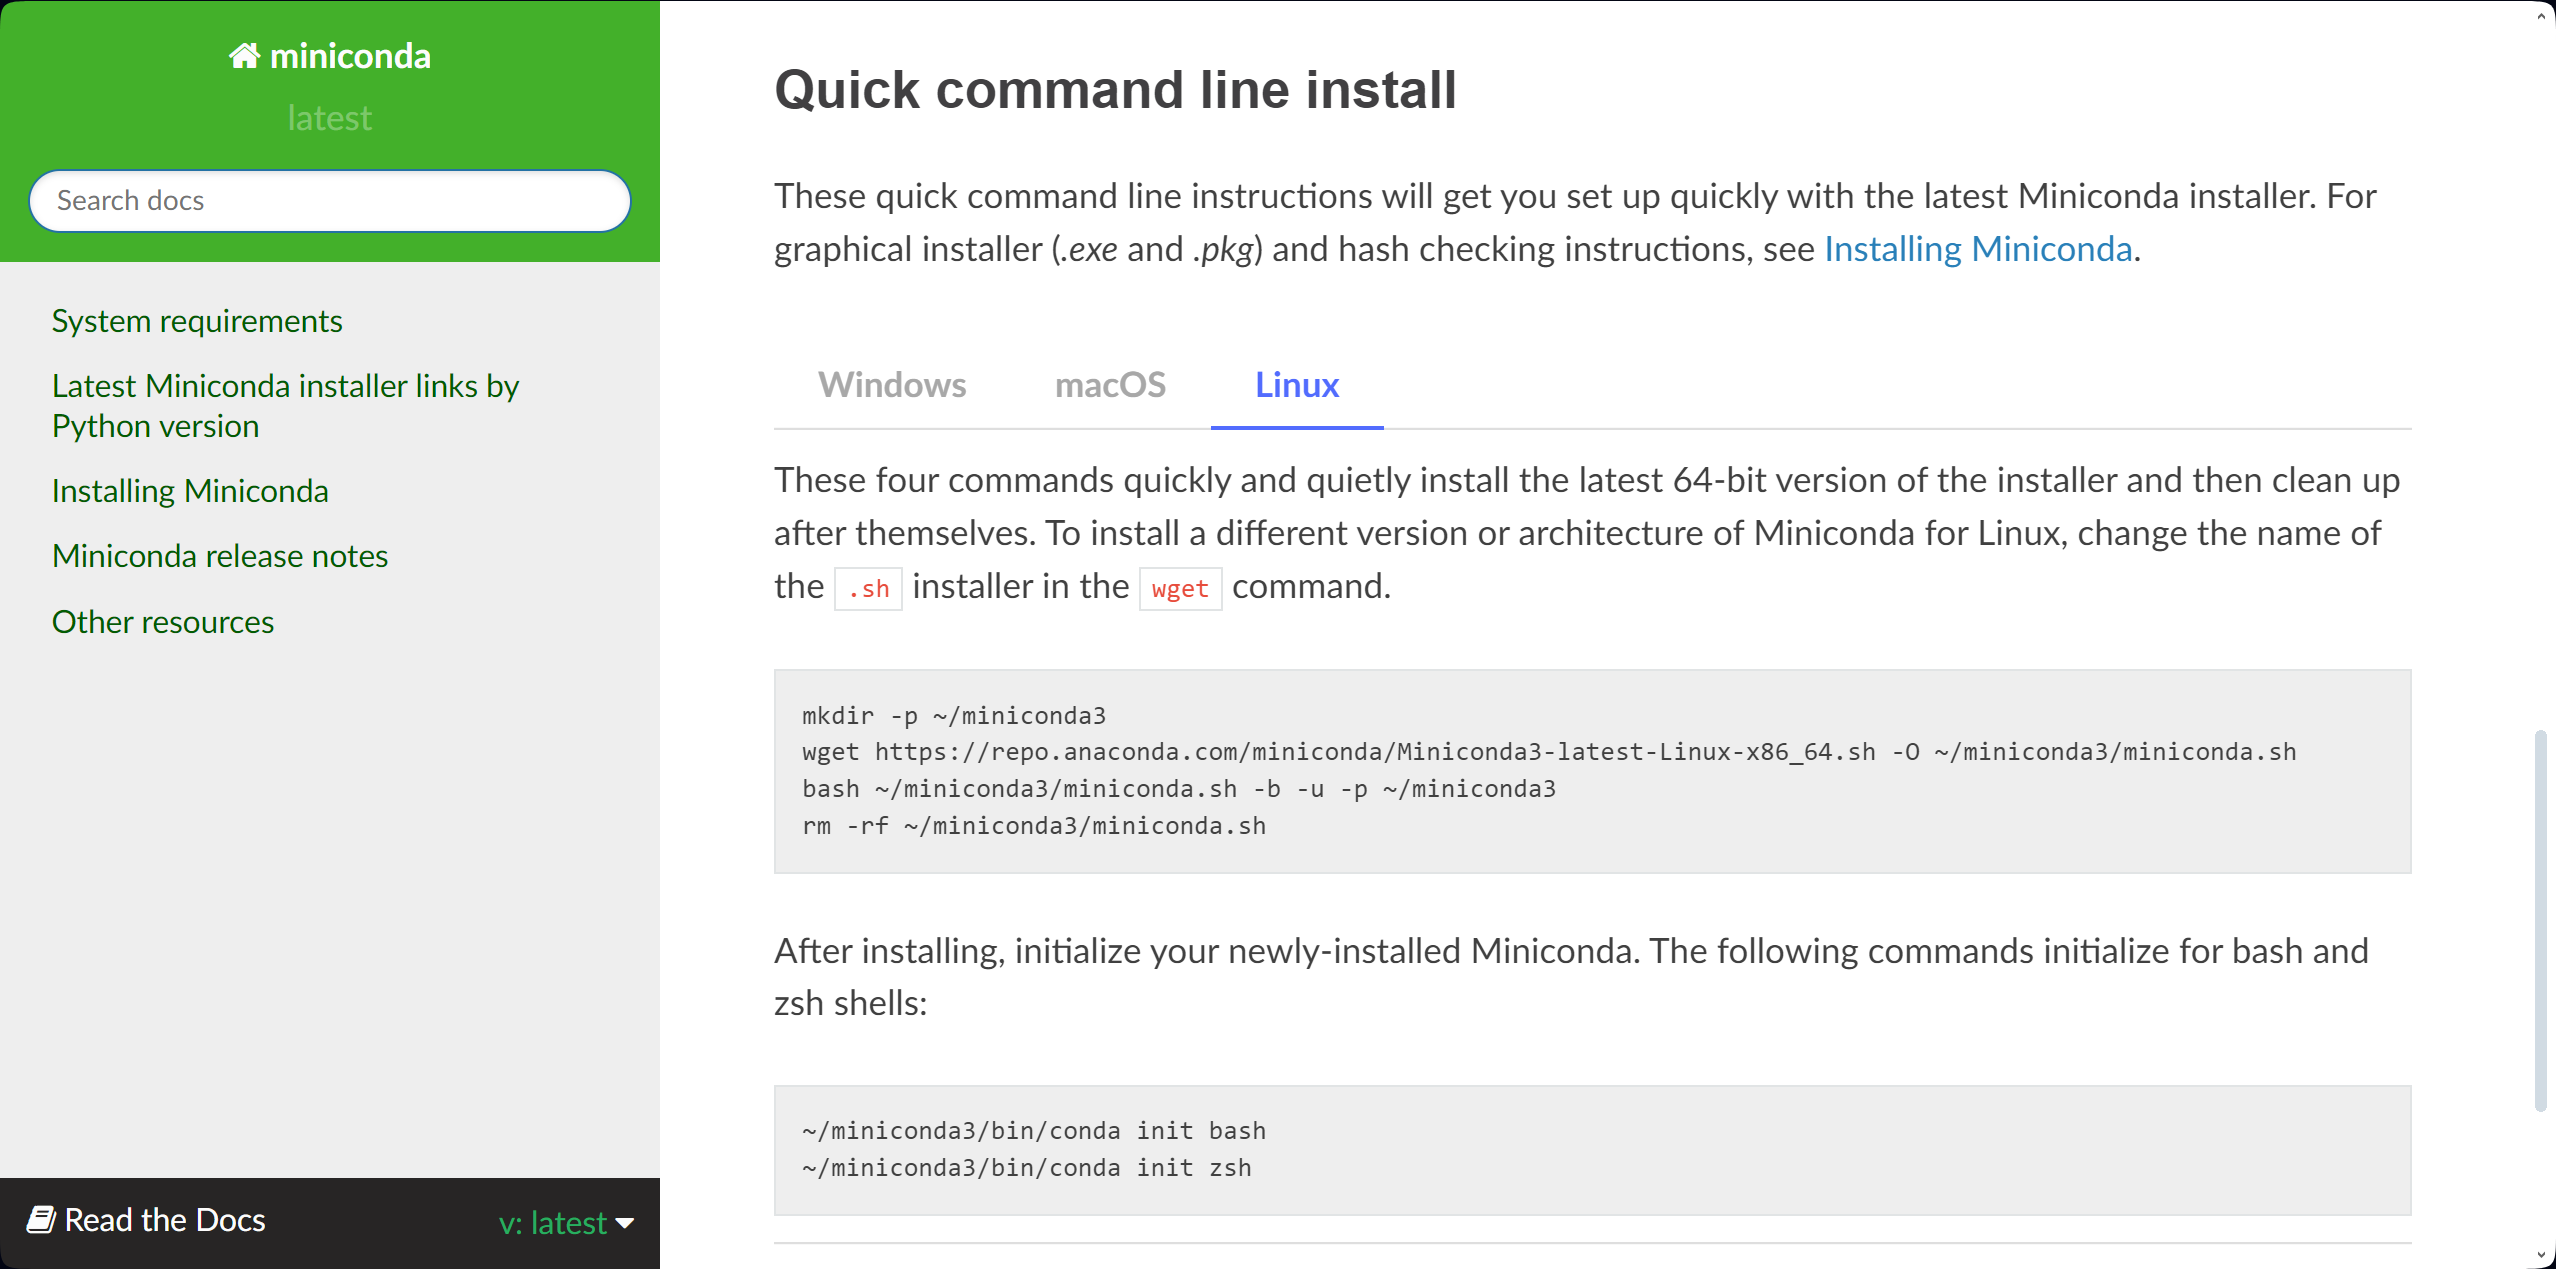 miniconda
latest
Search docs
System requirements
Latest Miniconda installer links by
Python version
Installing Miniconda
Miniconda release notes
Other resources
Read the Docs
v: latest
Quick command line install
These quick command line instructions will get you set up quickly with the latest Miniconda installer. For
graphical installer (.exe and .pkg) and hash checking instructions, see Installing Miniconda.
Windows macOS Linux
These four commands quickly and quietly install the latest 64-bit version of the installer and then clean up
after themselves. To install a different version or architecture of Miniconda for Linux, change the name of
the .sh installer in the wget command.
mkdir -p ~/miniconda3
wget https://repo.anaconda.com/miniconda/Miniconda3-latest-Linux-x86_64.sh -O ~/miniconda3/miniconda.sh
bash ~/miniconda3/miniconda.sh -b -u -p ~/miniconda3
rm -rf ~/miniconda3/miniconda.sh
After installing, initialize your newly-installed Miniconda. The following commands initialize for bash and
zsh shells:
~/miniconda3/bin/conda init bash
~/miniconda3/bin/conda init zsh